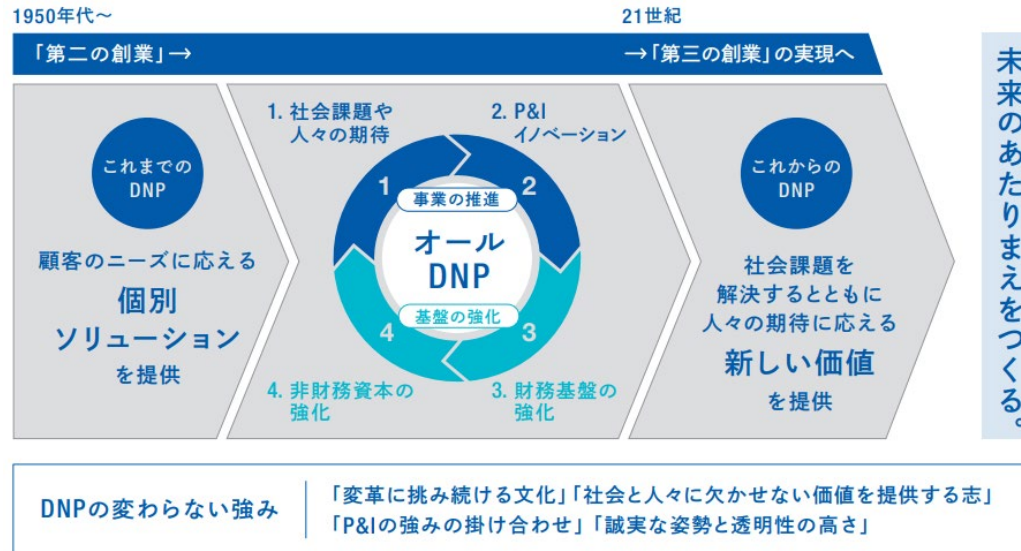 1950年代～
21世紀
「第二の創業」→
→「第三の創業」の実現へ
これまでの
DNP
顧客のニーズに応える
個別
ソリューション
を提供
1. 社会課題や
人々の期待
2. P&I
イノベーション
1
2
事業の推進
オール
DNP
基盤の強化
4
3
4. 非財務資本の
強化
3. 財務基盤の
強化
これからの
DNP
社会課題を
解決するとともに
人々の期待に応える
新しい価値
を提供
未来のあたりまえをつくる。
DNPの変わらない強み
「変革に挑み続ける文化」「社会と人々に欠かせない価値を提供する志」
「P&Iの強みの掛け合わせ」「誠実な姿勢と透明性の高さ」